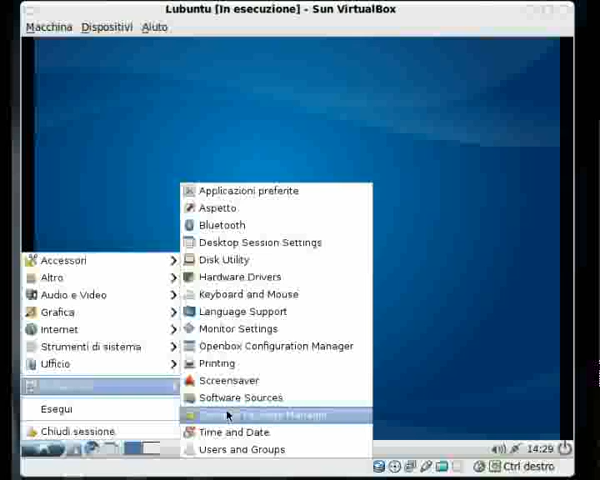 Lubuntu [In esecuzione] - Sun VirtualBox
Macchina Dispositivi Aiuto
Applicazioni preferite
Aspetto
Bluetooth
Desktop Session Settings
Disk Utility
Hardware Drivers
Keyboard and Mouse
Language Support
Monitor Settings
Openbox Configuration Manager
Printing
Screensaver
Software Sources
Manager
Time and Date
Users and Groups
Accessori
Altro
Audio e Video
Grafica
Internet
Strumenti di sistema
Ufficio
Esegui
Chiudi sessione
14:29
Ctrl destro